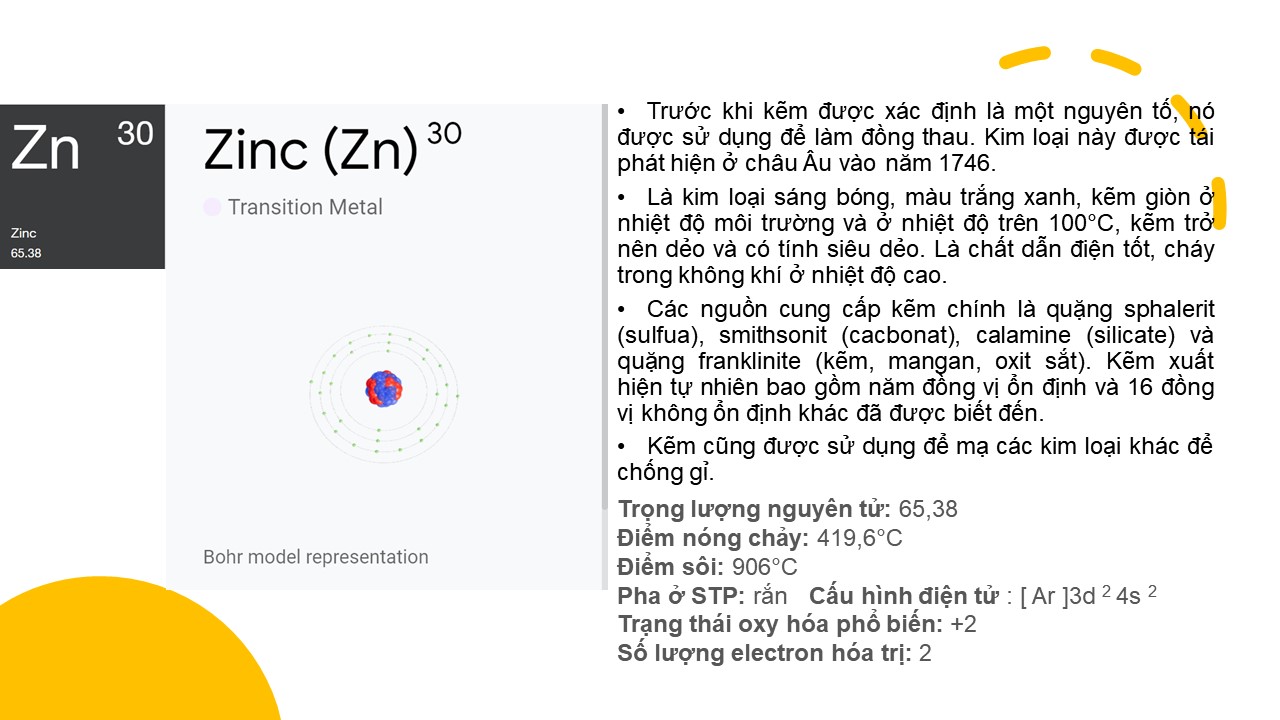 Zn 30
Zinc
65.38
Zinc (Zn) 30
Transition Metal
Bohr model representation
• Trước khi kẽm được xác định là một nguyên tố, nó
được sử dụng để làm đồng thau. Kim loại này được tái
phát hiện ở châu Âu vào năm 1746.
• Là kim loại sáng bóng, màu trắng xanh, kẽm giòn ở
nhiệt độ môi trường và ở nhiệt độ trên 100°C, kẽm trở
nên dẻo và có tính siêu dẻo. Là chất dẫn điện tốt, cháy
trong không khí ở nhiệt độ cao.
• Các nguồn cung cấp kẽm chính là quặng sphalerit
(sulfua), smithsonit (cacbonat), calamine (silicate) và
quặng franklinite (kẽm, mangan, oxit sắt). Kẽm xuất
hiện tự nhiên bao gồm năm đồng vị ổn định và 16 đồng
vị không ổn định khác đã được biết đến.
• Kẽm cũng được sử dụng để mạ các kim loại khác để
chống gỉ.
Trọng lượng nguyên tử: 65,38
Điểm nóng chảy: 419,6°C
Điểm sôi: 906°C
Pha ở STP: rắn Cấu hình điện tử : [ Ar ]3d 2 4s 2
Trạng thái oxy hóa phổ biến: +2
Số lượng electron hóa trị: 2